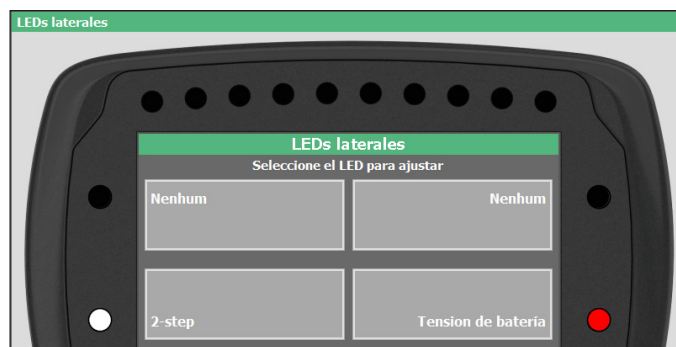 LEDs laterales
LEDs laterales
Seleccione el LED para ajustar
Nenhum
Nenhum
2-step
Tension de batería